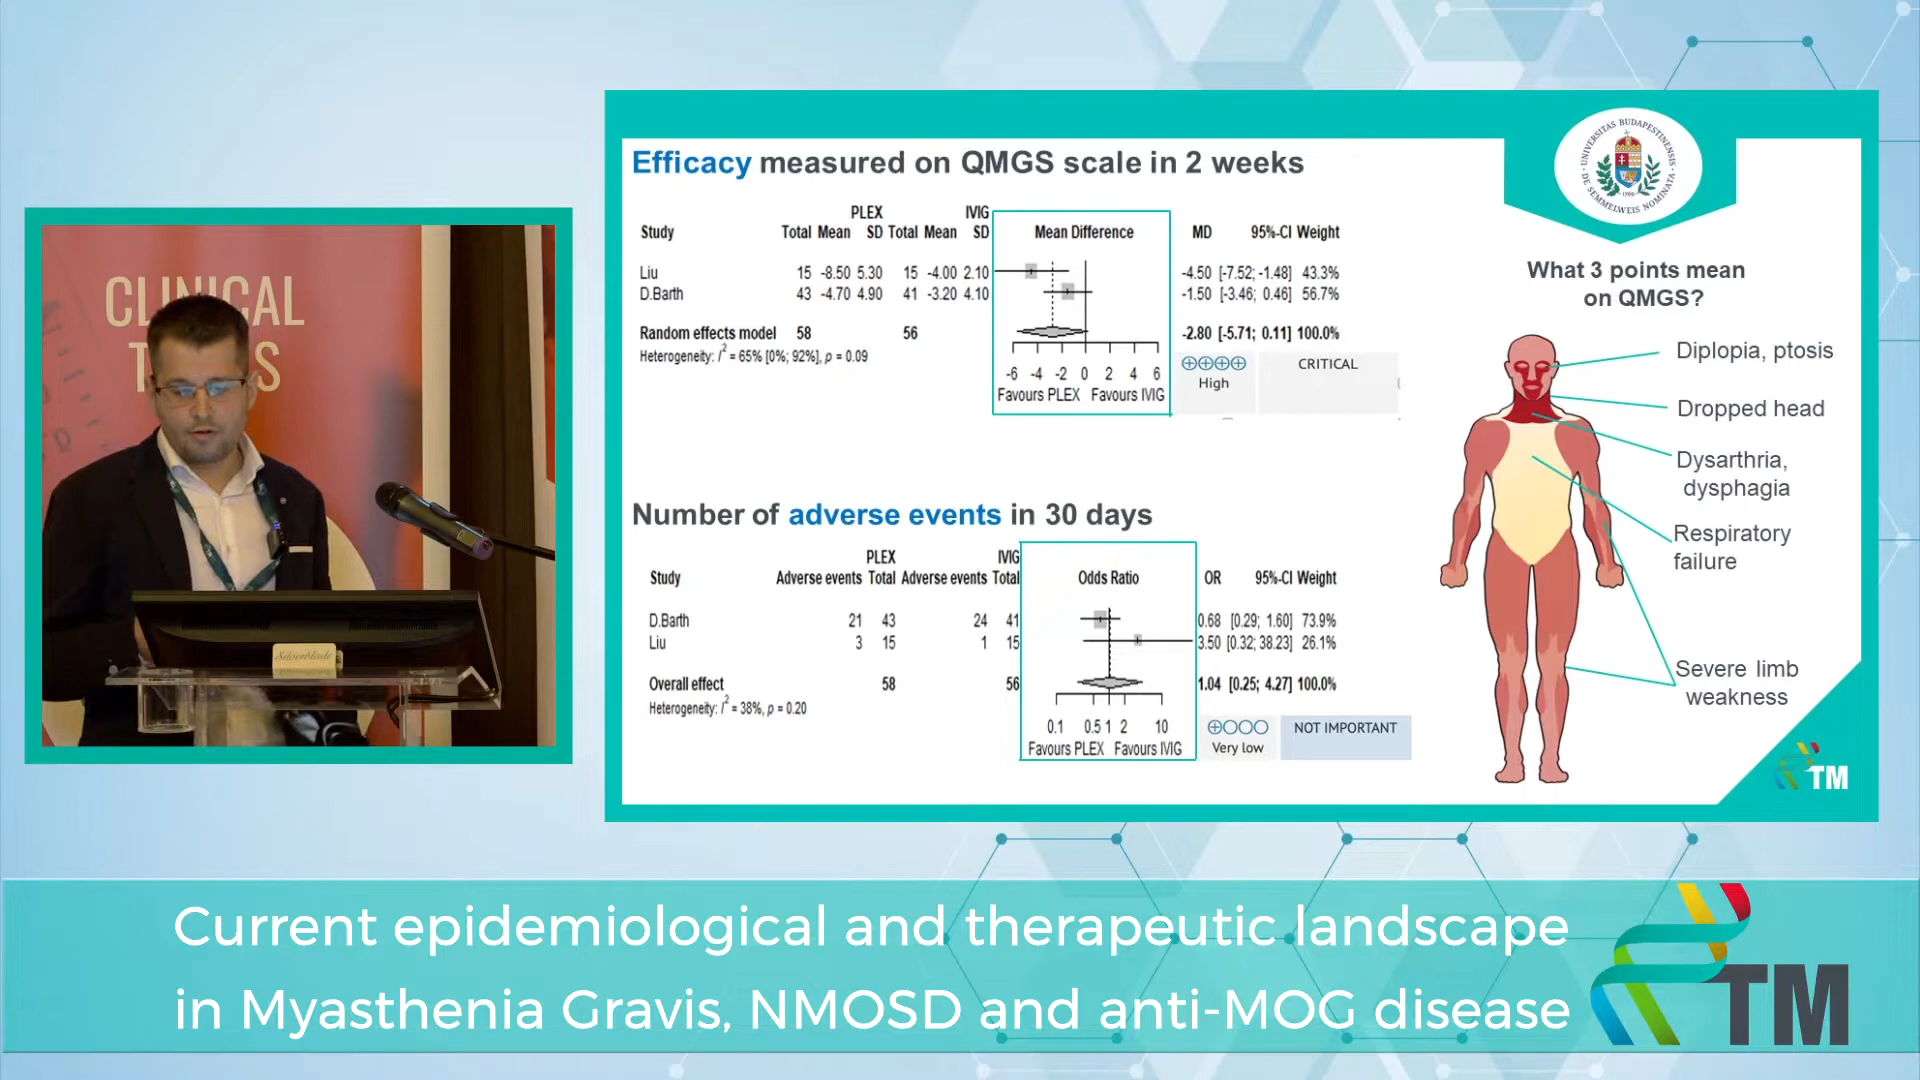 CLINICAL
SilverBlade
Efficacy measured on QMGS scale in 2 weeks
PLEX IVIG
Study Total Mean SD Total Mean SD Mean Difference MD 95%-CI Weight
Liu 15 -8.50 5.30 15 -4.00 2.10 -4.50 [-7.52; -1.48] 43.3%
D.Barth 43 -4.70 4.90 41 -3.20 4.10 -1.50 [-3.46; 0.46] 56.7%
Random effects model 58 56 -2.80 [-5.71; 0.11] 100.0%
Heterogeneity: I² = 65% [0%; 92%], p = 0.09
-6 -4 -2 0 2 4 6
Favours PLEX Favours IVIG
High
CRITICAL
Number of adverse events in 30 days
PLEX IVIG
Study Adverse events Total Adverse events Total Odds Ratio OR 95%-CI Weight
D.Barth 21 43 24 41 0.68 [0.29; 1.60] 73.9%
Liu 3 15 1 15 3.50 [0.32; 38.23] 26.1%
Overall effect 58 56 1.04 [0.25; 4.27] 100.0%
Heterogeneity: I² = 38%, p = 0.20
0.1 0.5 1 2 10
Favours PLEX Favours IVIG
Very low
NOT IMPORTANT
UNIVERSITAS BUDAPESTINENSIS
DE SEMMELWEIS NOMINATA
1769
What 3 points mean
on QMGS?
Diplopia, ptosis
Dropped head
Dysarthria,
dysphagia
Respiratory
failure
Severe limb
weakness
TM
Current epidemiological and therapeutic landscape
in Myasthenia Gravis, NMOSD and anti-MOG disease
TM